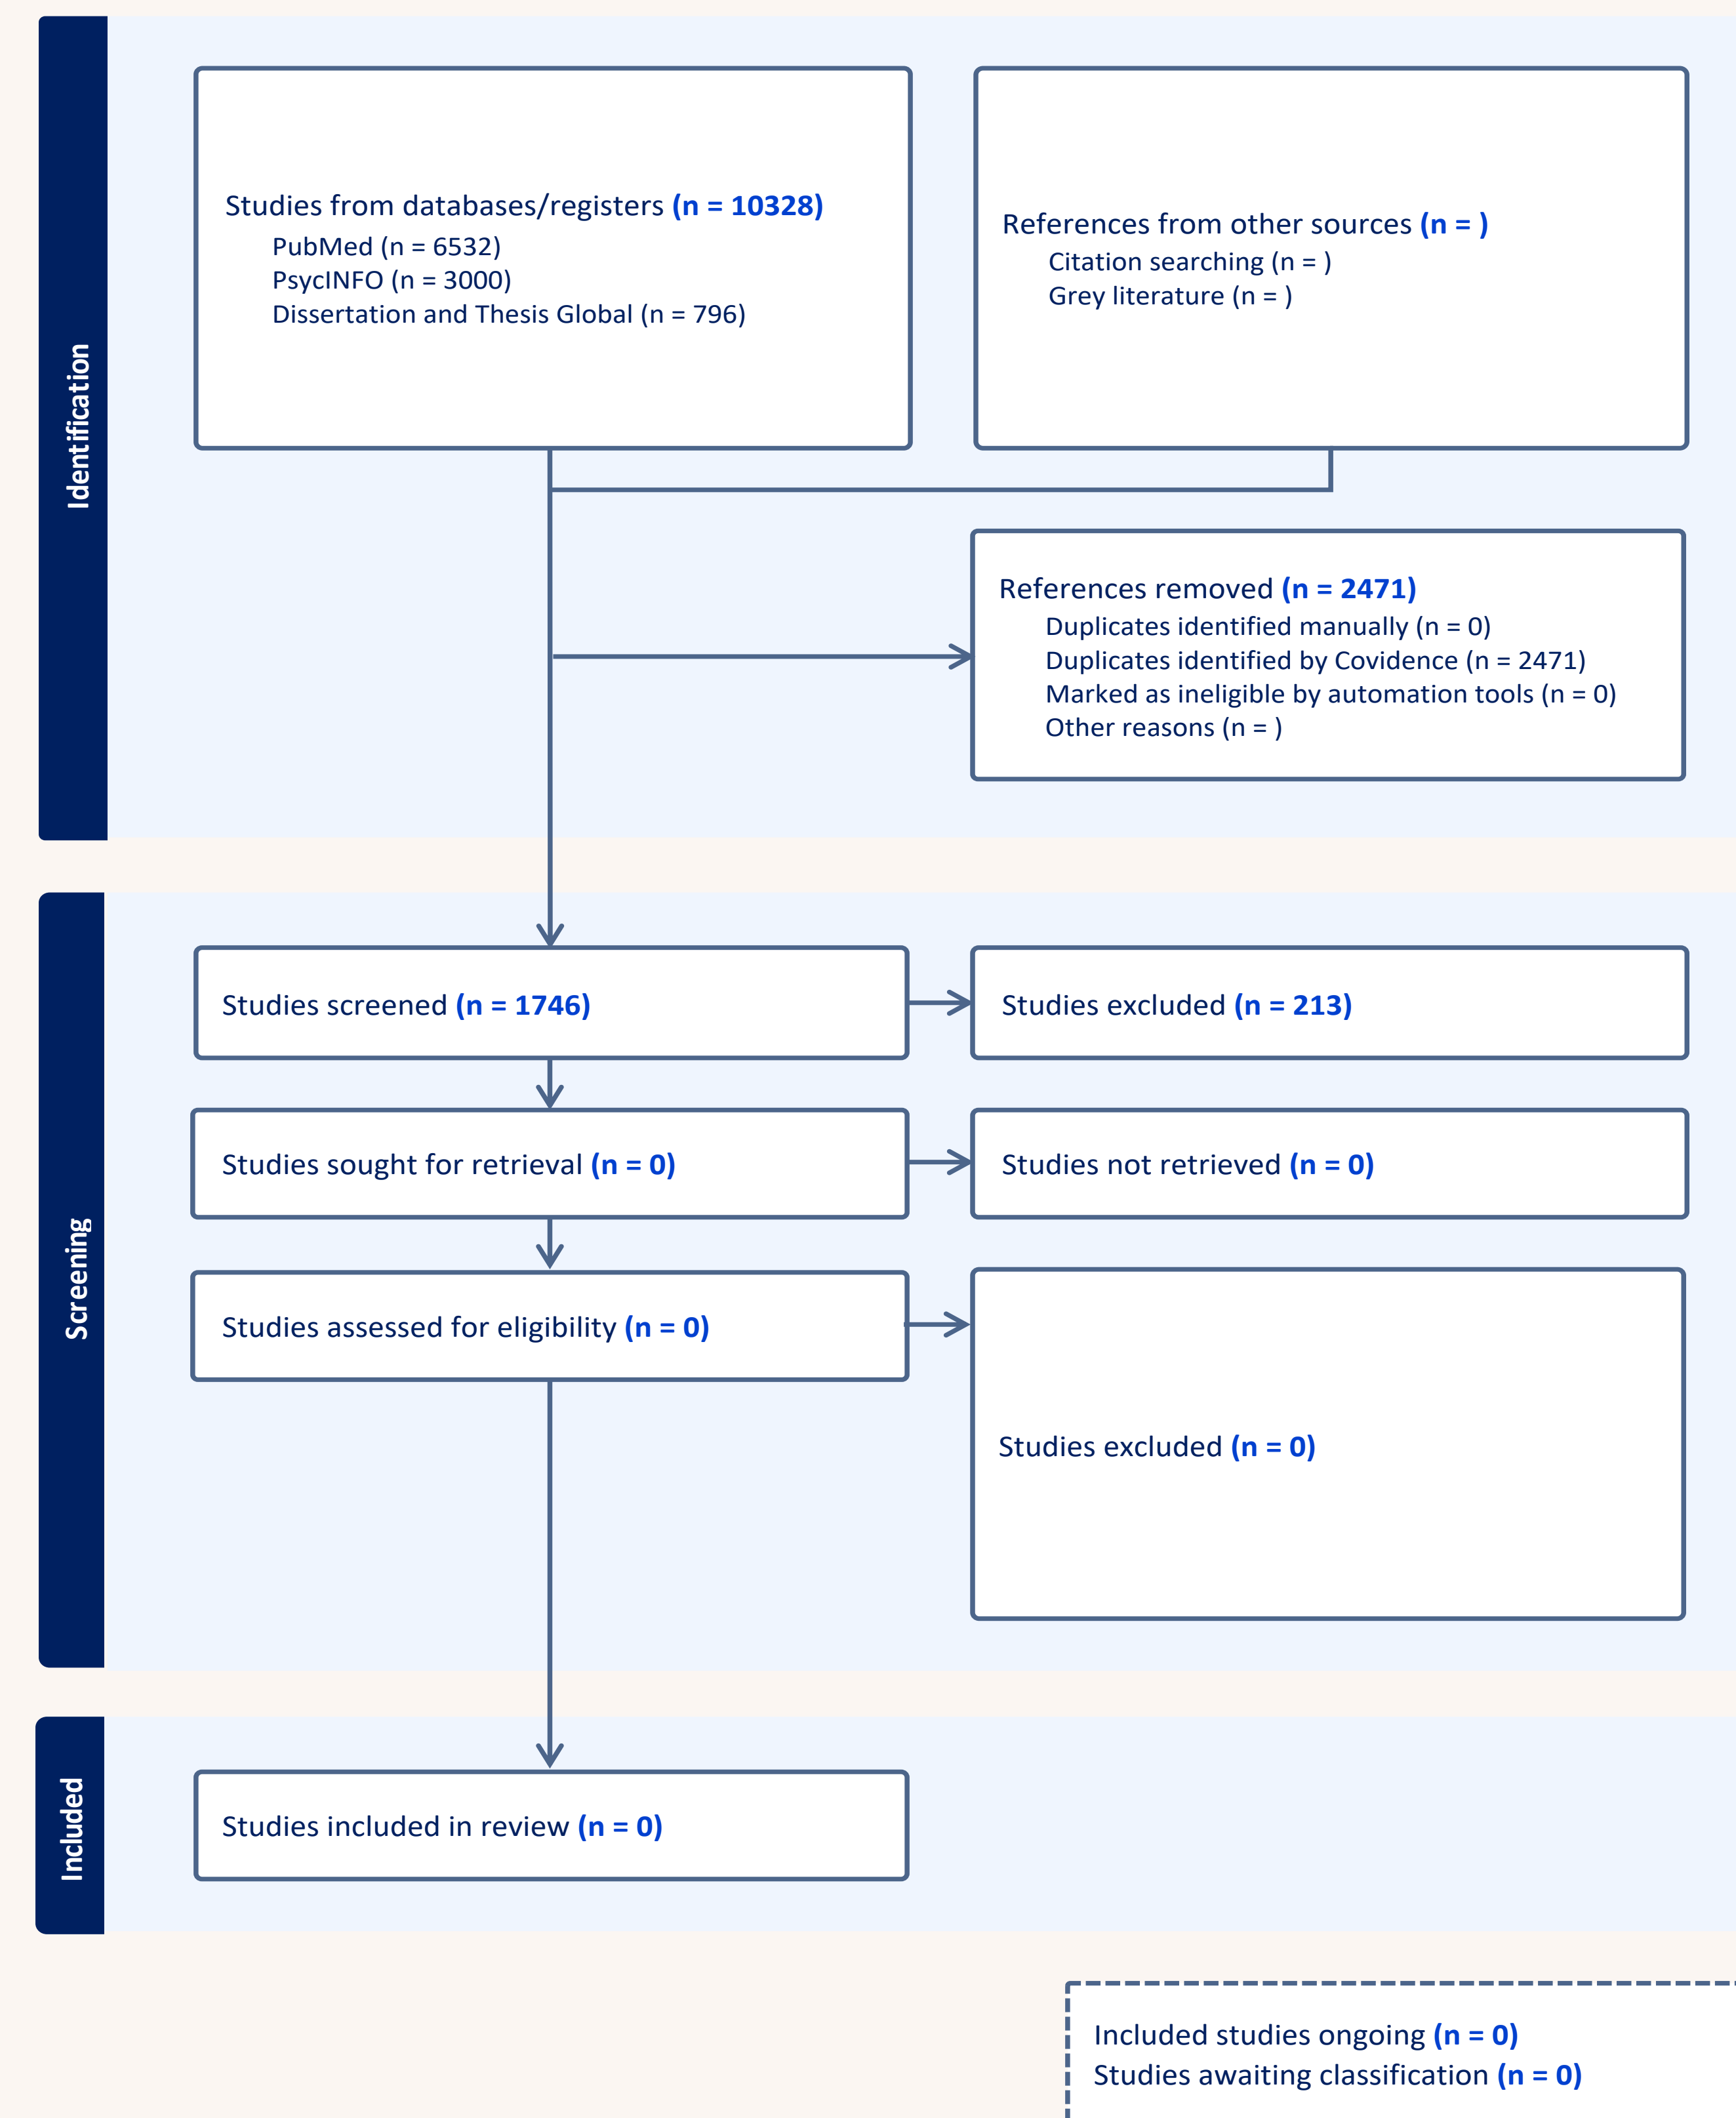 Identification
Studies from databases/registers (n = 10328)
PubMed (n = 6532)
PsycINFO (n = 3000)
Dissertation and Thesis Global (n = 796)
References from other sources (n = )
Citation searching (n = )
Grey literature (n = )
References removed (n = 2471)
Duplicates identified manually (n = 0)
Duplicates identified by Covidence (n = 2471)
Marked as ineligible by automation tools (n = 0)
Other reasons (n = )
Screening
Studies screened (n = 1746)
Studies excluded (n = 213)
Studies sought for retrieval (n = 0)
Studies not retrieved (n = 0)
Studies assessed for eligibility (n = 0)
Studies excluded (n = 0)
Included
Studies included in review (n = 0)
Included studies ongoing (n = 0)
Studies awaiting classification (n = 0)